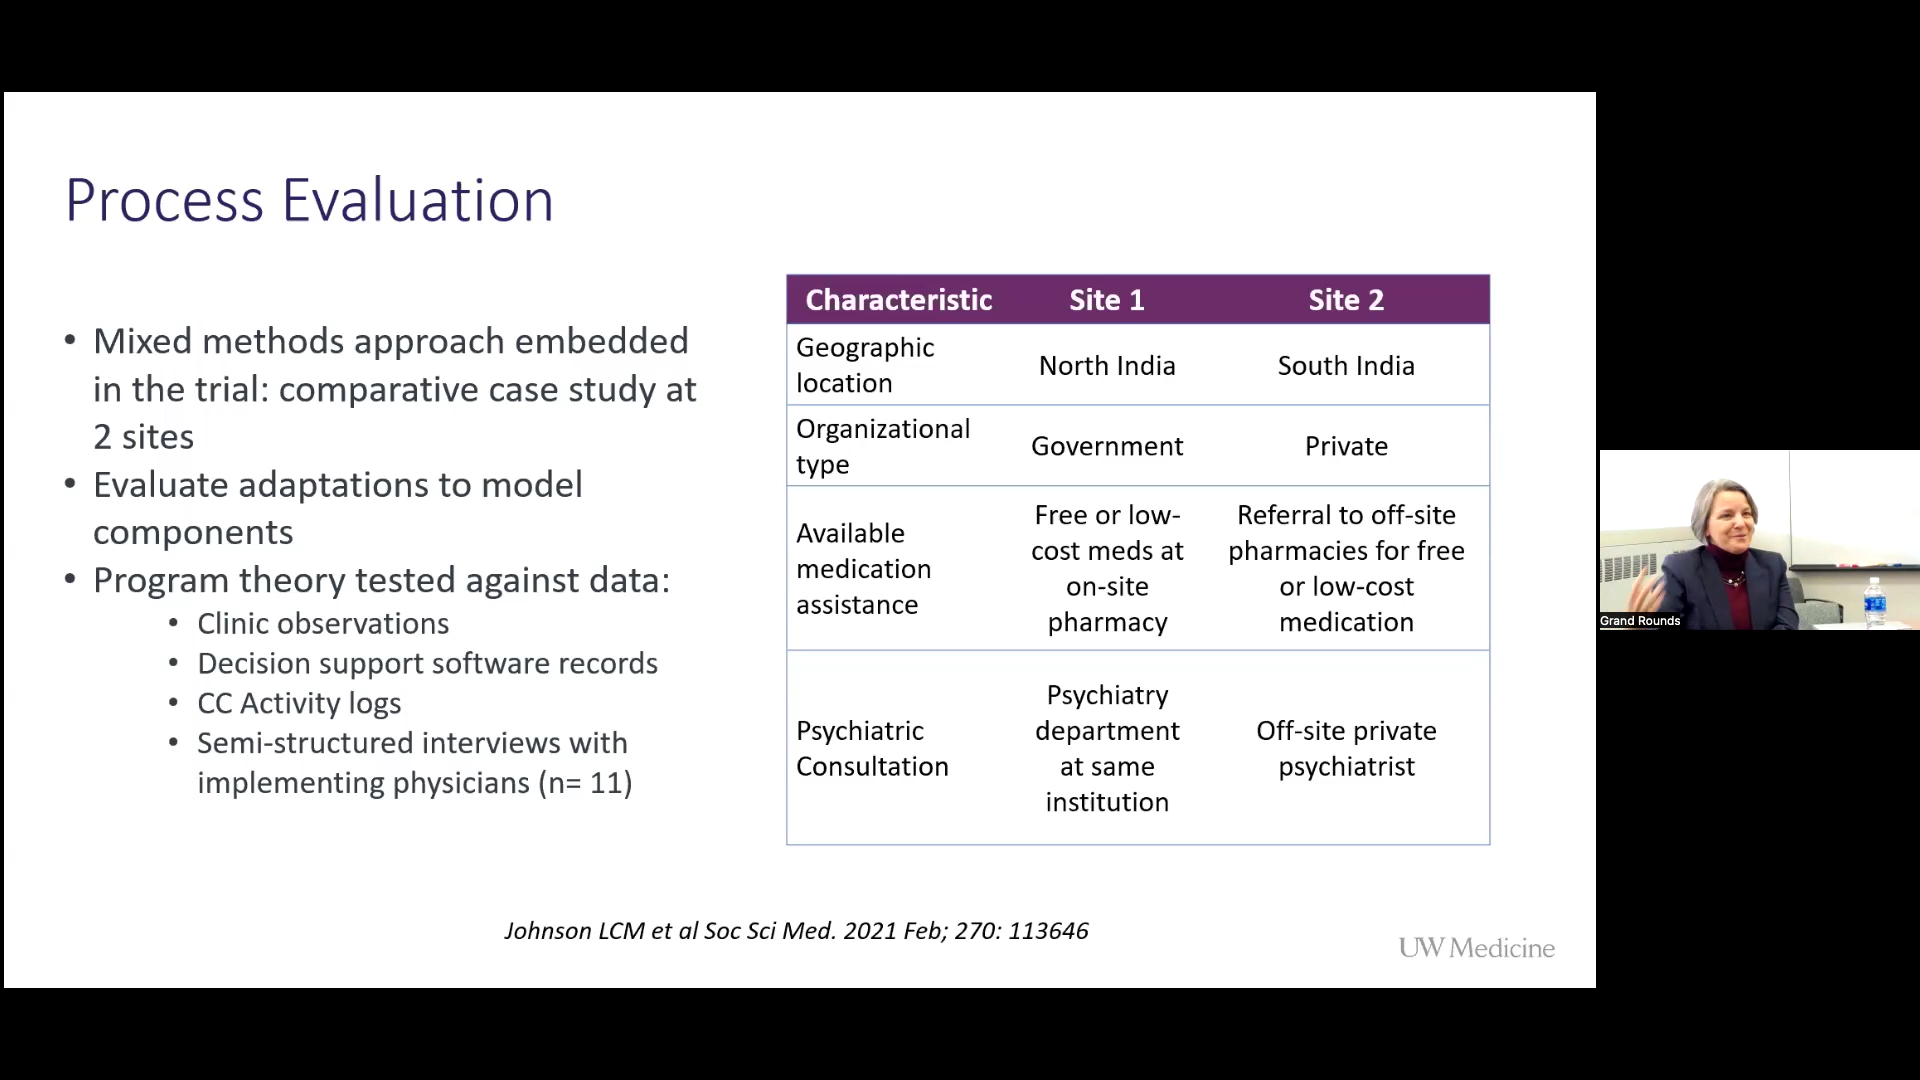 Process Evaluation
• Mixed methods approach embedded
in the trial: comparative case study at
2 sites
• Evaluate adaptations to model
components
• Program theory tested against data:
• Clinic observations
• Decision support software records
• CC Activity logs
• Semi-structured interviews with
implementing physicians (n= 11)
Characteristic Site 1 Site 2
Geographic
location
North India
South India
Organizational
type
Government
Private
Available
medication
assistance
Free or low-
cost meds at
on-site
pharmacy
Referral to off-site
pharmacies for free
or low-cost
medication
Psychiatric
Consultation
Psychiatry
department
at same
institution
Off-site private
psychiatrist
Johnson LCM et al Soc Sci Med. 2021 Feb; 270: 113646
UW Medicine
Grand Rounds